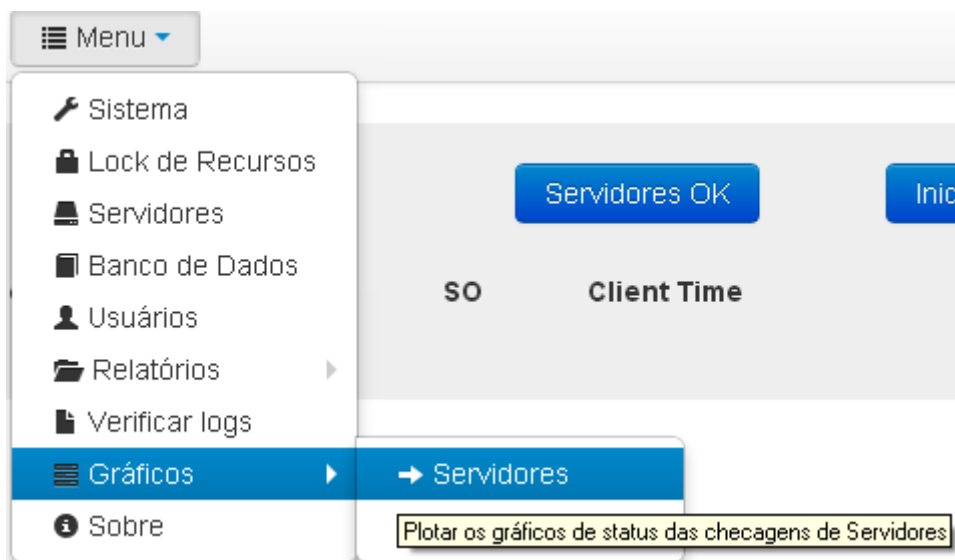 Menu
Sistema
Lock de Recursos
Servidores
Banco de Dados
Usuários
Relatórios
Verificar logs
Gráficos
Sobre
Servidores
Plotar os gráficos de status das checagens de Servidores
Servidores OK
SO Client Time